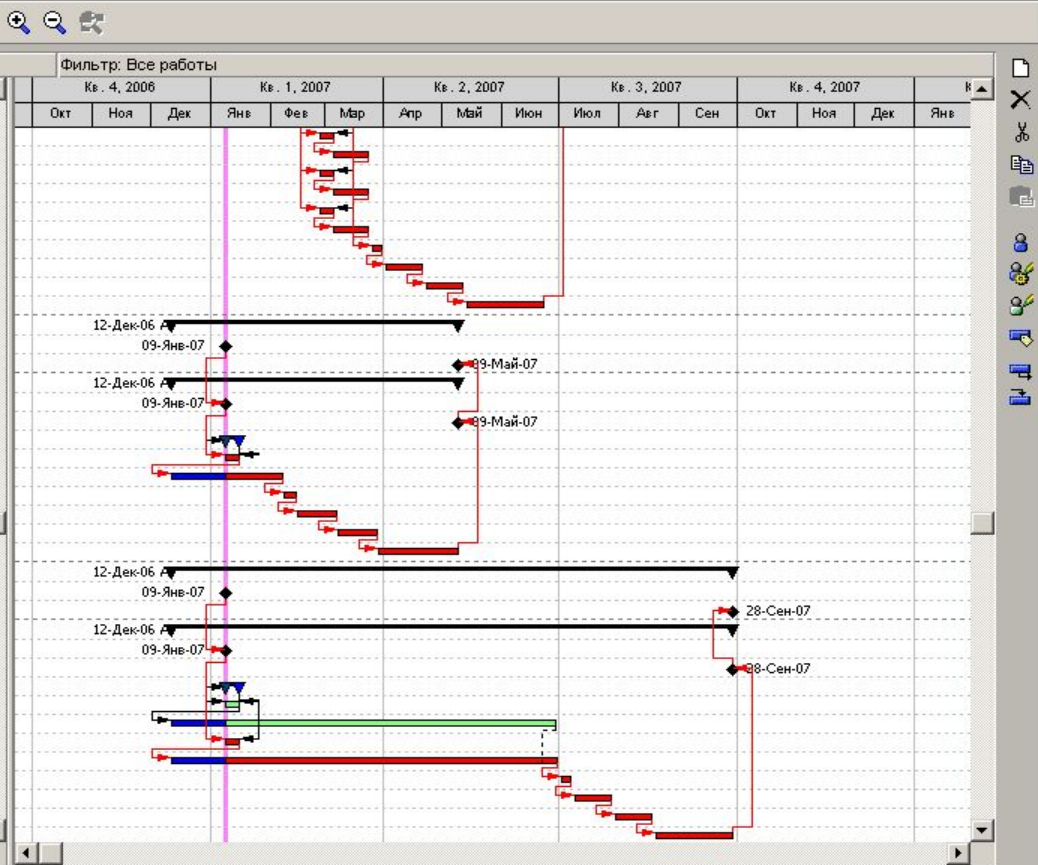 Фильтр: Все работы
Кв. 4, 2006 Кв. 1, 2007 Кв. 2, 2007 Кв. 3, 2007 Кв. 4, 2007 К
Окт Ноя Дек Янв Фев Мар Апр Май Июн Июл Авг Сен Окт Ноя Дек Янв
12-Дек-06 A
09-Янв-07
09-Май-07
12-Дек-06 A
09-Янв-07
09-Май-07
12-Дек-06 A
09-Янв-07
28-Сен-07
12-Дек-06 A
09-Янв-07
28-Сен-07